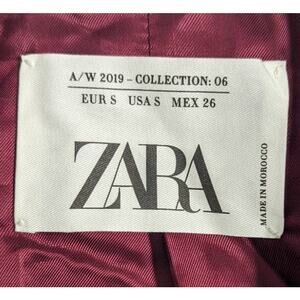 A/W 2019 – COLLECTION: 06
EUR S USA S MEX 26
ZARA
MADE IN MOROCCO